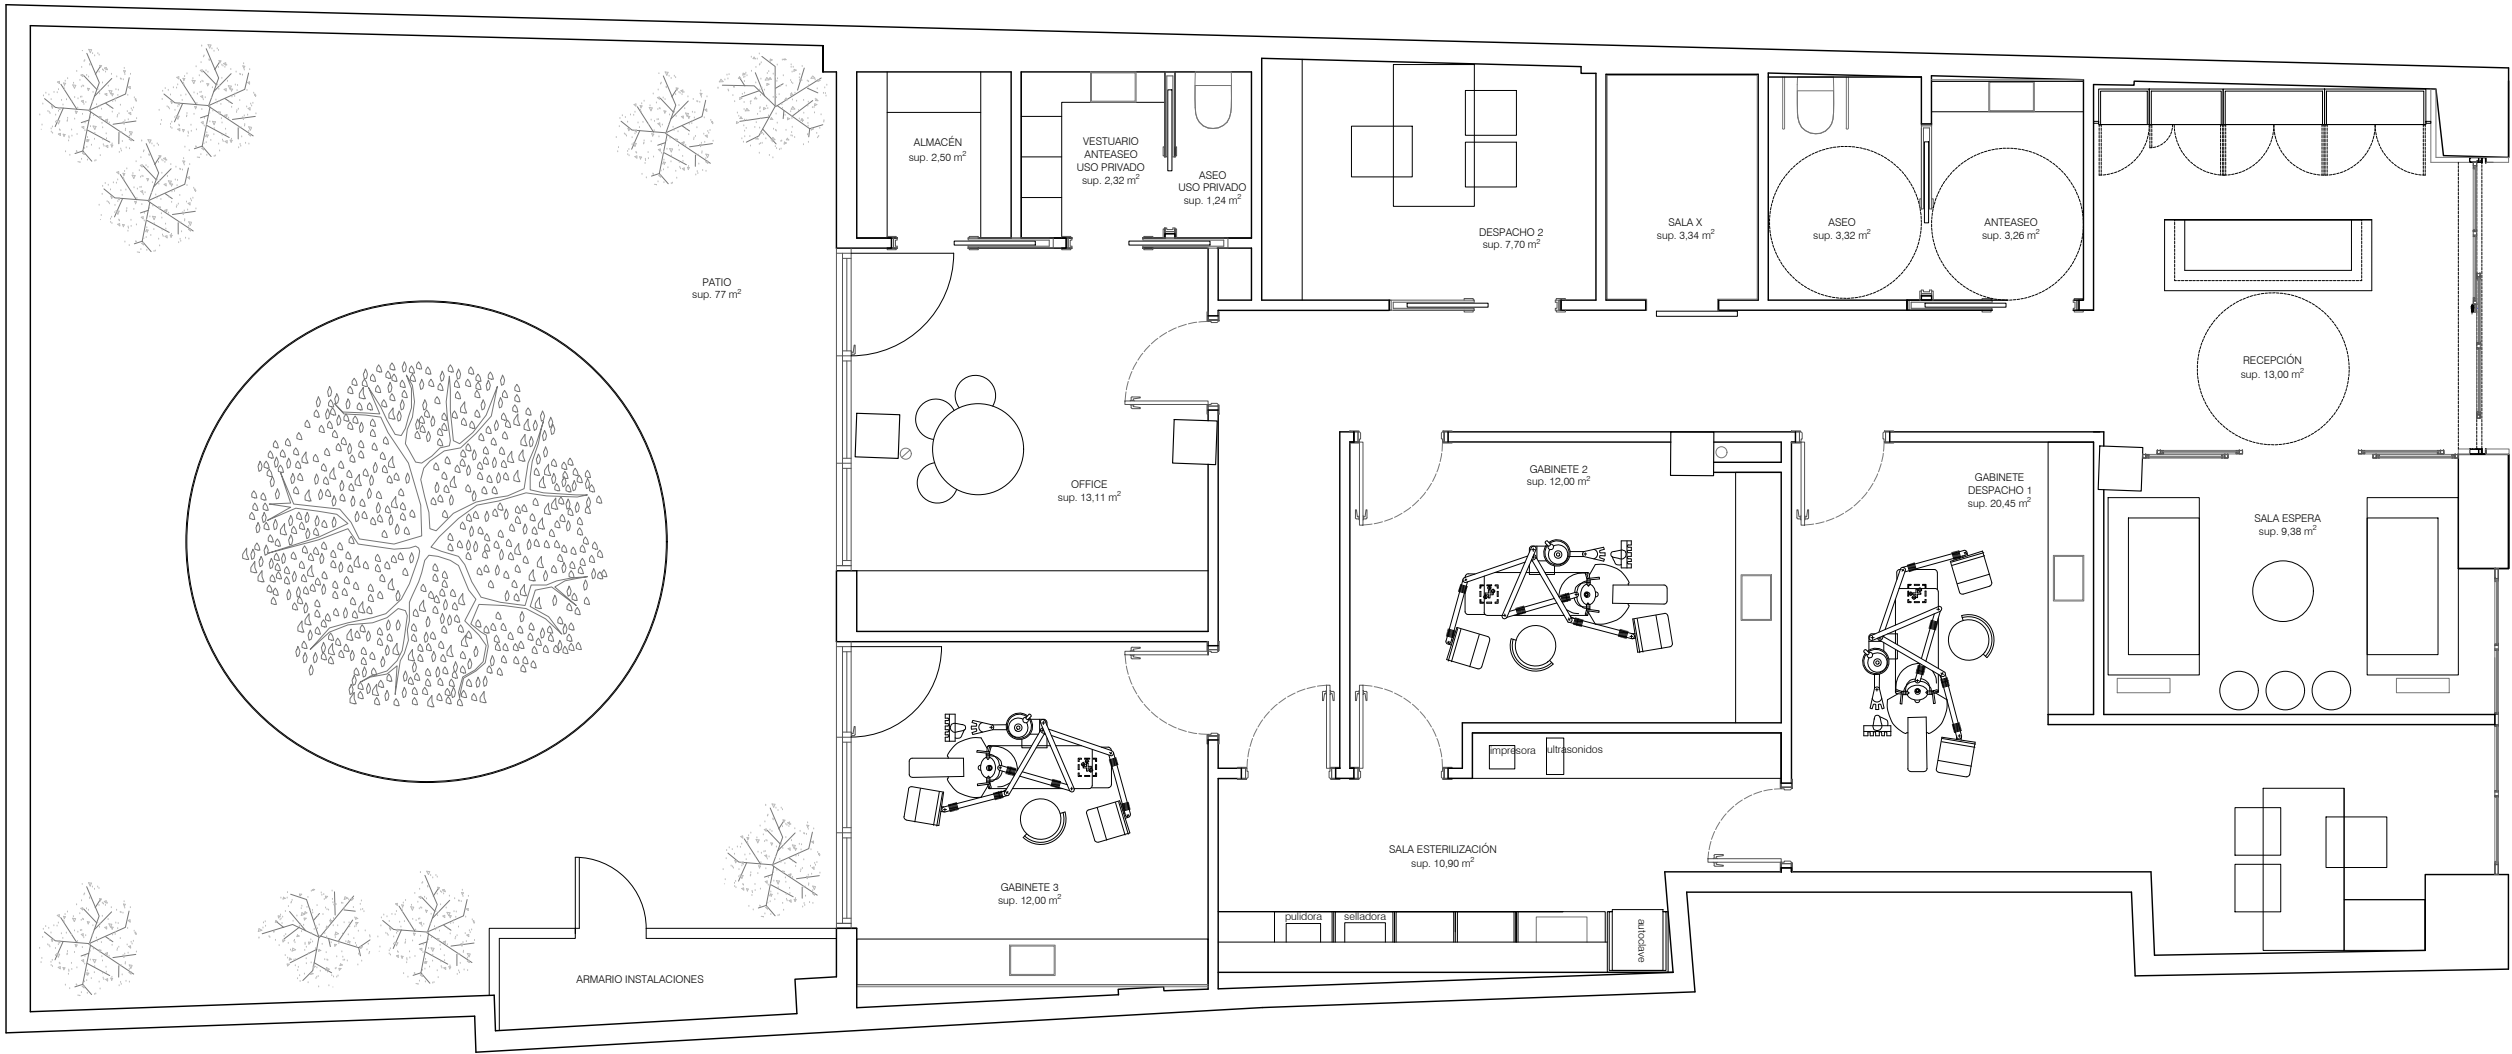 ALMACÉN
sup. 2,50 m²
VESTUARIO
ANTEASEO
USO PRIVADO
sup. 2,32 m²
ASEO
USO PRIVADO
sup. 1,24 m²
DESPACHO 2
sup. 7,70 m²
SALA X
sup. 3,34 m²
ASEO
sup. 3,32 m²
ANTEASEO
sup. 3,26 m²
PATIO
sup. 77 m²
RECEPCIÓN
sup. 13,00 m²
OFFICE
sup. 13,11 m²
GABINETE 2
sup. 12,00 m²
GABINETE
DESPACHO 1
sup. 20,45 m²
SALA ESPERA
sup. 9,38 m²
impresora
ultrasonidos
SALA ESTERILIZACIÓN
sup. 10,90 m²
GABINETE 3
sup. 12,00 m²
pulidora
selladora
autoclave
ARMARIO INSTALACIONES